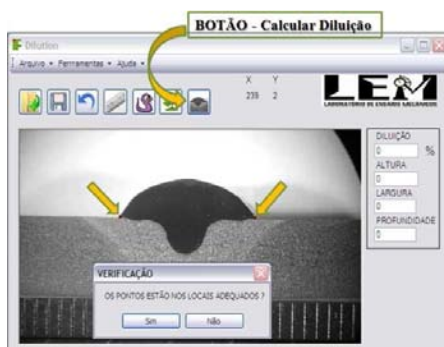 BOTÃO - Calcular Diluição
Dilution
Arquivo Ferramentas Ajuda
X Y
239 2
LEM
LABORATÓRIO DE ENSAIOS MECÂNICOS
DILUIÇÃO
0 %
ALTURA
0
LARGURA
0
PROFUNDIDADE
0
VERIFICAÇÃO
OS PONTOS ESTÃO NOS LOCAIS ADEQUADOS ?
Sim Não